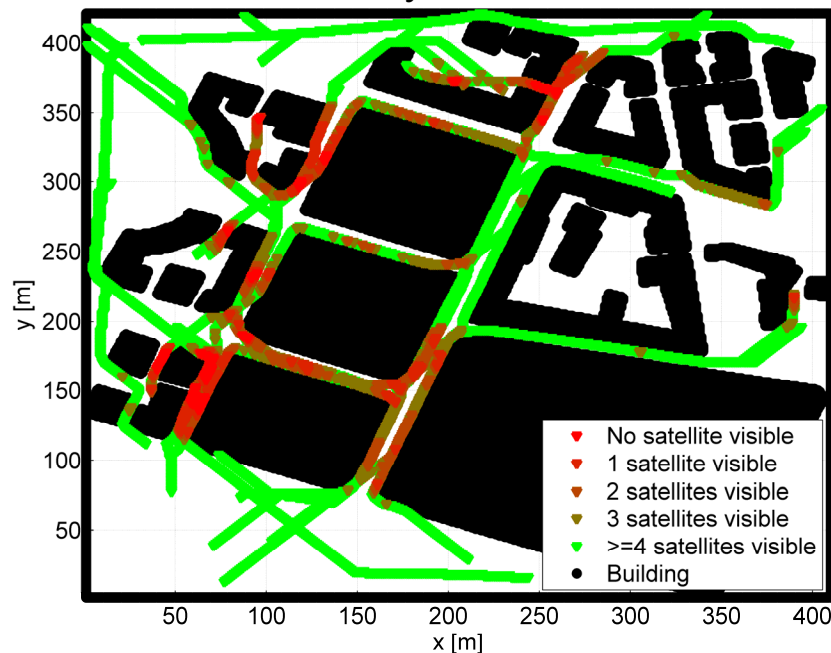 400
350
300
250
200
150
100
50
y [m]
50 100 150 200 250 300 350 400
x [m]
No satellite visible
1 satellite visible
2 satellites visible
3 satellites visible
>=4 satellites visible
Building